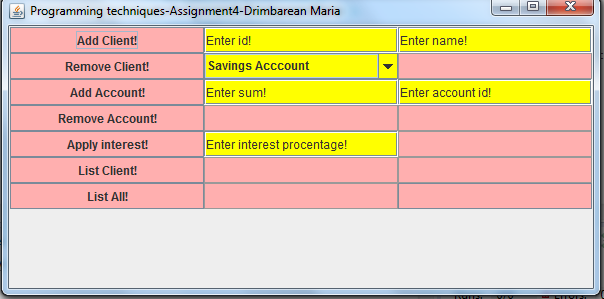 Programming techniques-Assignment4-Drimbarean Maria
Add Client! Enter id! Enter name!
Remove Client! Savings Acccount
Add Account! Enter sum! Enter account id!
Remove Account!
Apply interest! Enter interest procentage!
List Client!
List All!